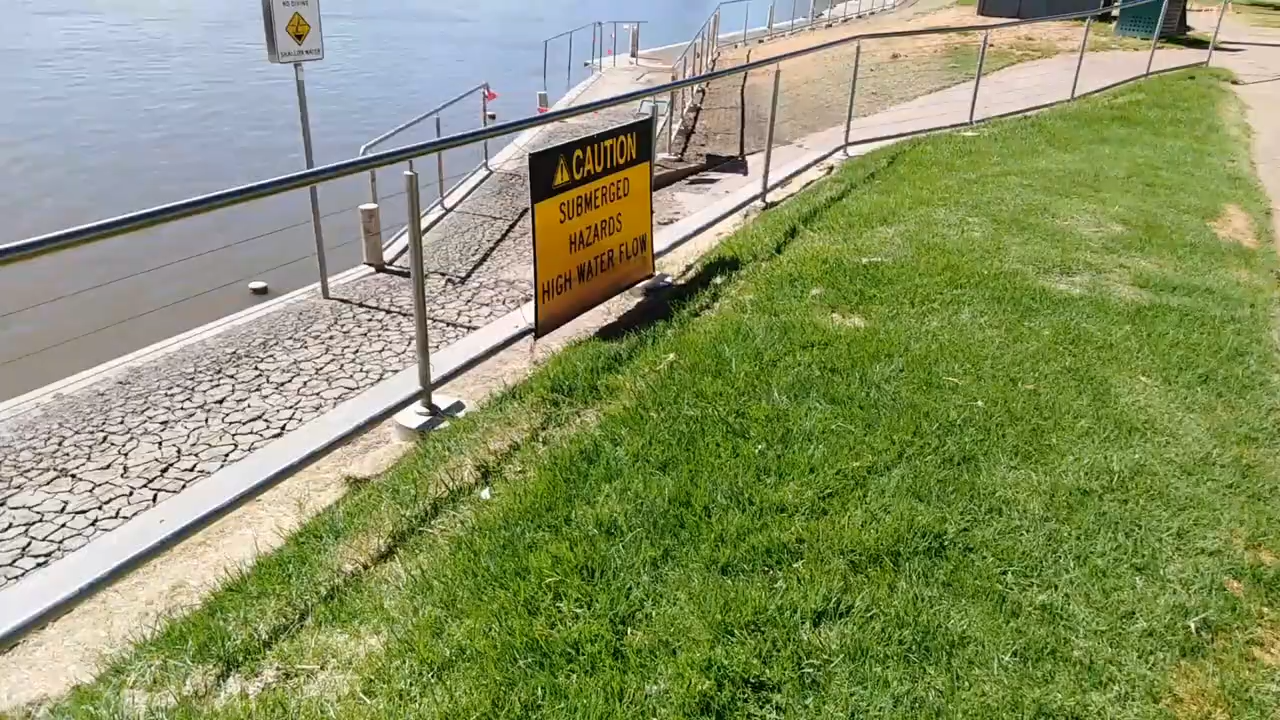 NO DIVING
SHALLOW WATER
CAUTION
SUBMERGED
HAZARDS
HIGH WATER FLOW